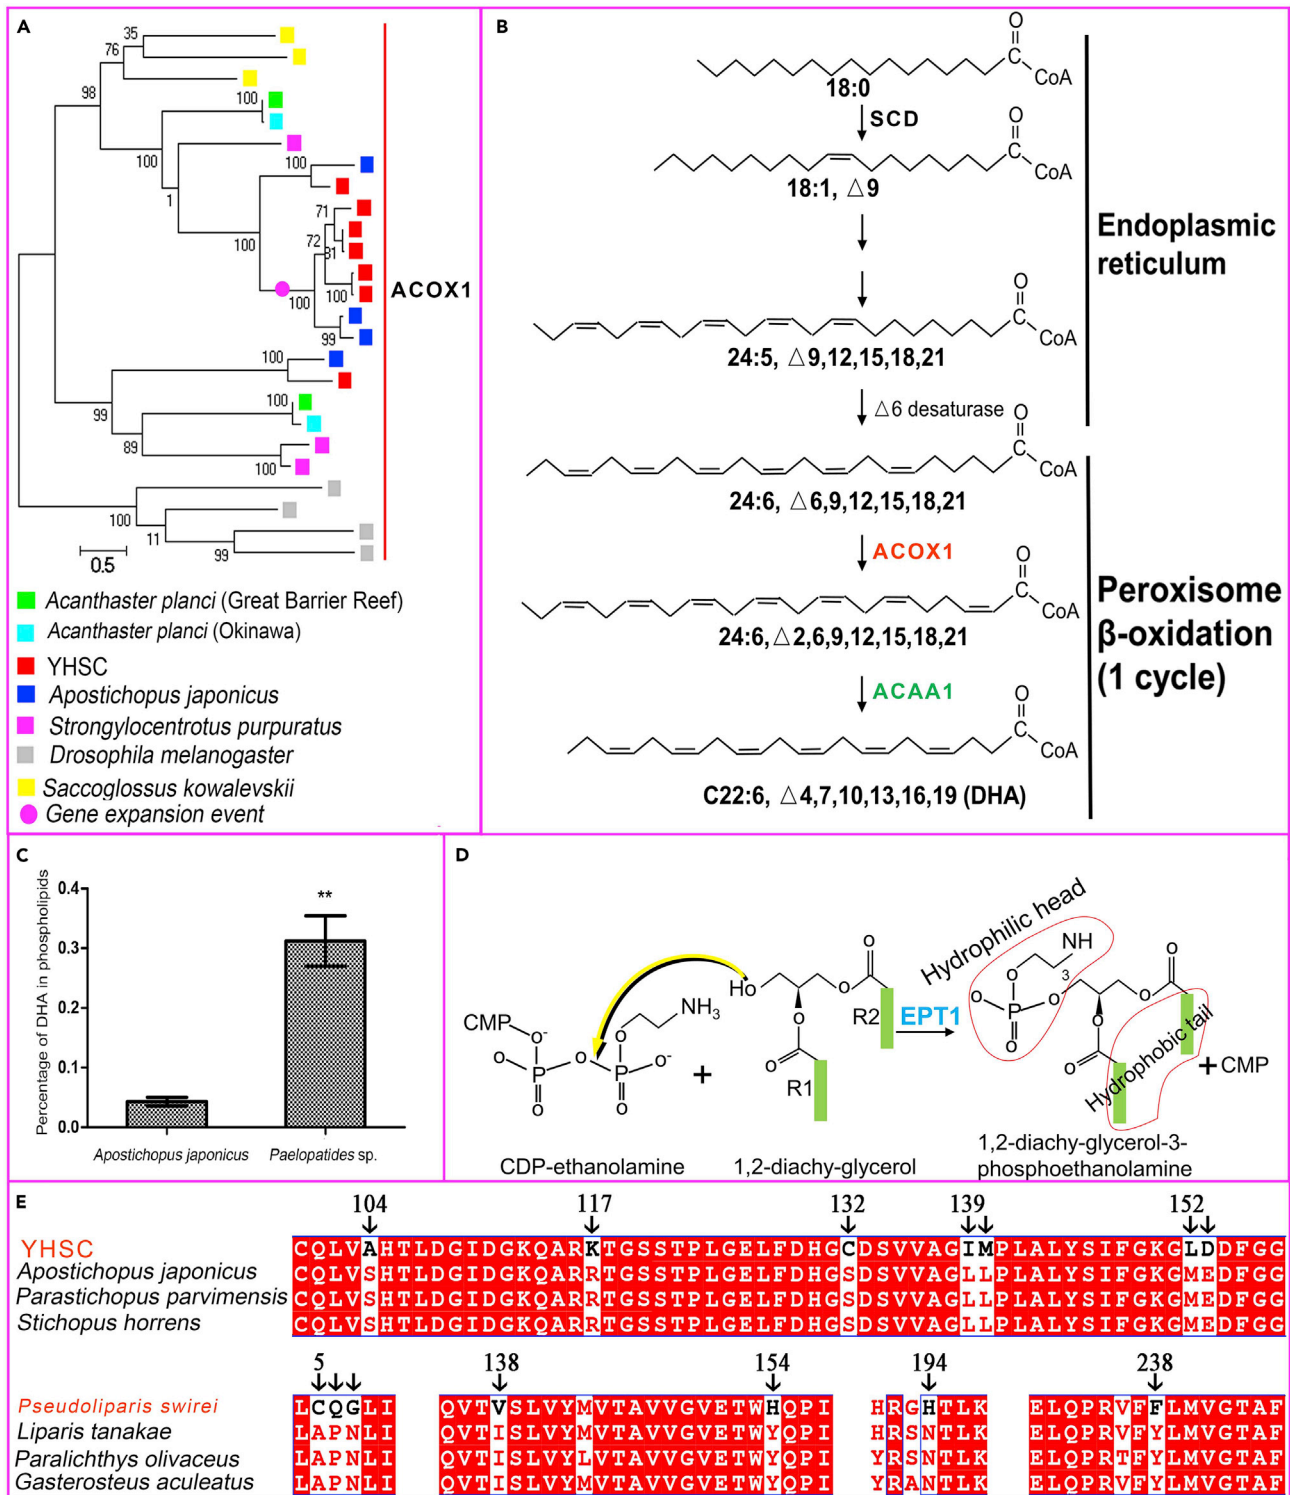 A
35
76
98
100
100
1
100
100
71
72
81
100
100
99
100
99
100
89
100
100
11
99
0.5
ACOX1
Acanthaster planci (Great Barrier Reef)
Acanthaster planci (Okinawa)
YHSC
Apostichopus japonicus
Strongylocentrotus purpuratus
Drosophila melanogaster
Saccoglossus kowalevskii
Gene expansion event
B
O
C
CoA
18:0
SCD
O
C
CoA
18:1, △9
O
C
CoA
24:5, △9,12,15,18,21
△6 desaturase
O
C
CoA
24:6, △6,9,12,15,18,21
ACOX1
O
C
CoA
24:6, △2,6,9,12,15,18,21
ACAA1
O
C
CoA
C22:6, △4,7,10,13,16,19 (DHA)
Endoplasmic
reticulum
Peroxisome
β-oxidation
(1 cycle)
C
Percentage of DHA in phospholipids
0.4
0.3
0.2
0.1
0.0
**
Apostichopus japonicus
Paelopatides sp.
D
CMP
O-
O
P
O
O
P
O
O
O-
NH3
CDP-ethanolamine
+
Ho
O
O
R2
O
O
R1
1,2-diachy-glycerol
EPT1
Hydrophilic head
NH
3
O
O
P
O
O
O
O
O
O
Hydrophobic tail
+CMP
1,2-diachy-glycerol-3-
phosphoethanolamine
E
104 117 132 139 152
YHSC CQLVAHTLDGIDGKQARKTGSSTPLGELFDHGCDSVVAGIMPLALYSIFGKGLDDFGG
Apostichopus japonicus CQLVSHTLDGIDGKQARRTGSSTPLGELFDHGSDSVVAGLLPLALYSIFGKGMEDFGG
Parastichopus parvimensis CQLVSHTLDGIDGKQARRTGSSTPLGELFDHGSDSVVAGLLPLALYSIFGKGMEDFGG
Stichopus horrens CQLVSHTLDGIDGKQARRTGSSTPLGELFDHGSDSVVAGLLPLALYSIFGKGMEDFGG
5 138 154 194 238
Pseudoliparis swirei LCQGLI QVTVSLVYMVTAVVGVETWHQPI HRGHTLK ELQPRVFFLMVGTAF
Liparis tanakae LAPNLI QVTISLVYMVTAVVGVETWYQPI HRSNTLK ELQPRVFYLMVGTAF
Paralichthys olivaceus LAPNLI QVTISLVYLVTAVVGVETWYQPI YRSNTLK ELQPRTFYLMVGTAF
Gasterosteus aculeatus LAPNLI QVTISLVYMVTAVVGVETWYQPI YRANTLK ELQPRVFYLMVGTAF